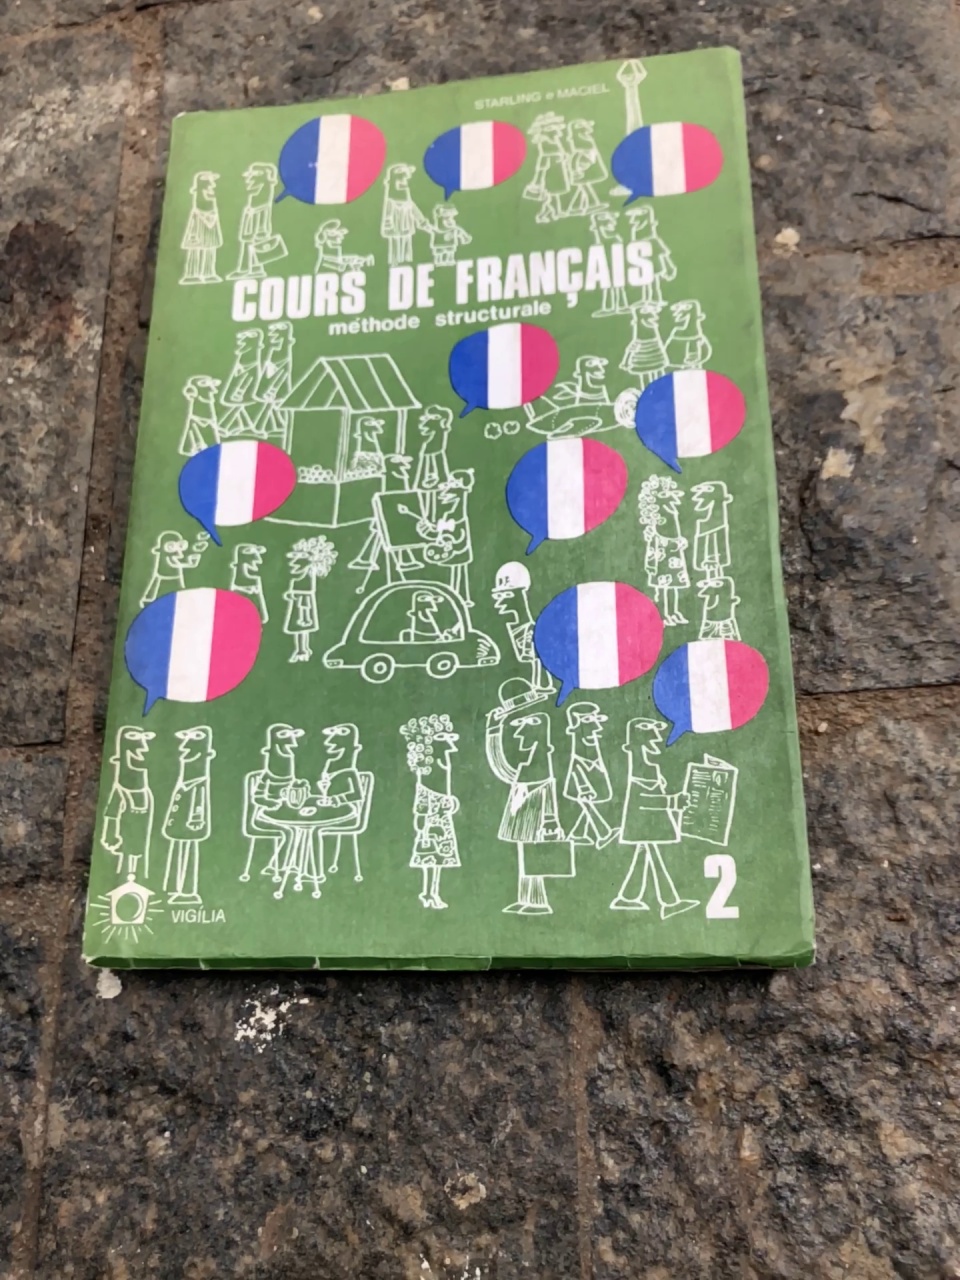 STARLING e MACIEL
COURS DE FRANÇAIS
méthode structurale
2
VIGÍLIA